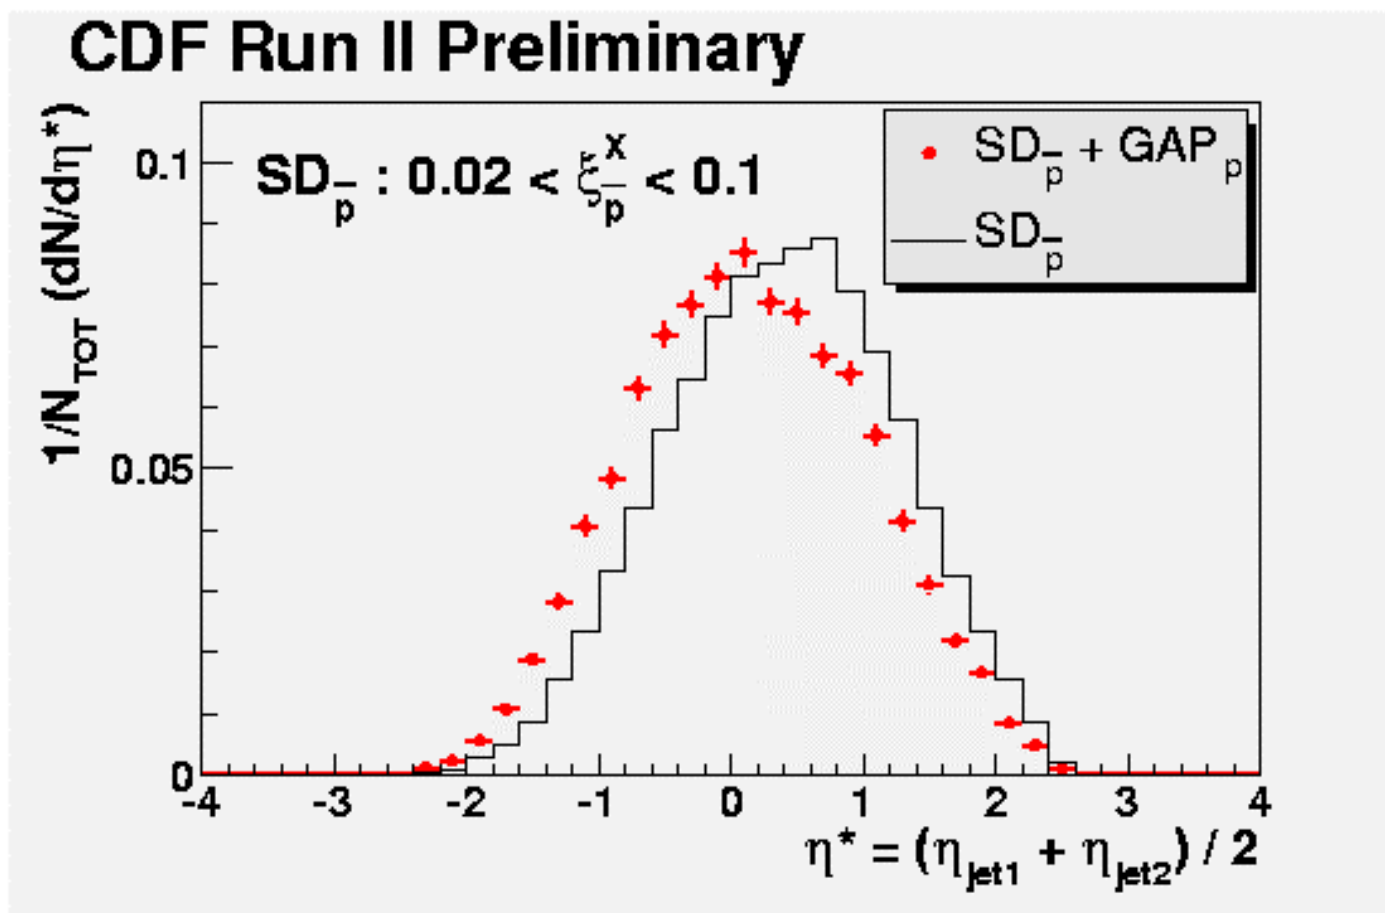 CDF Run II Preliminary
1/N_TOT (dN/dη*)
SD_p̅ : 0.02 < ξ^X_p̅ < 0.1
SD_p̅ + GAP_p
SD_p̅
0.1
0.05
0
-4 -3 -2 -1 0 1 2 3 4
η* = (η_jet1 + η_jet2) / 2